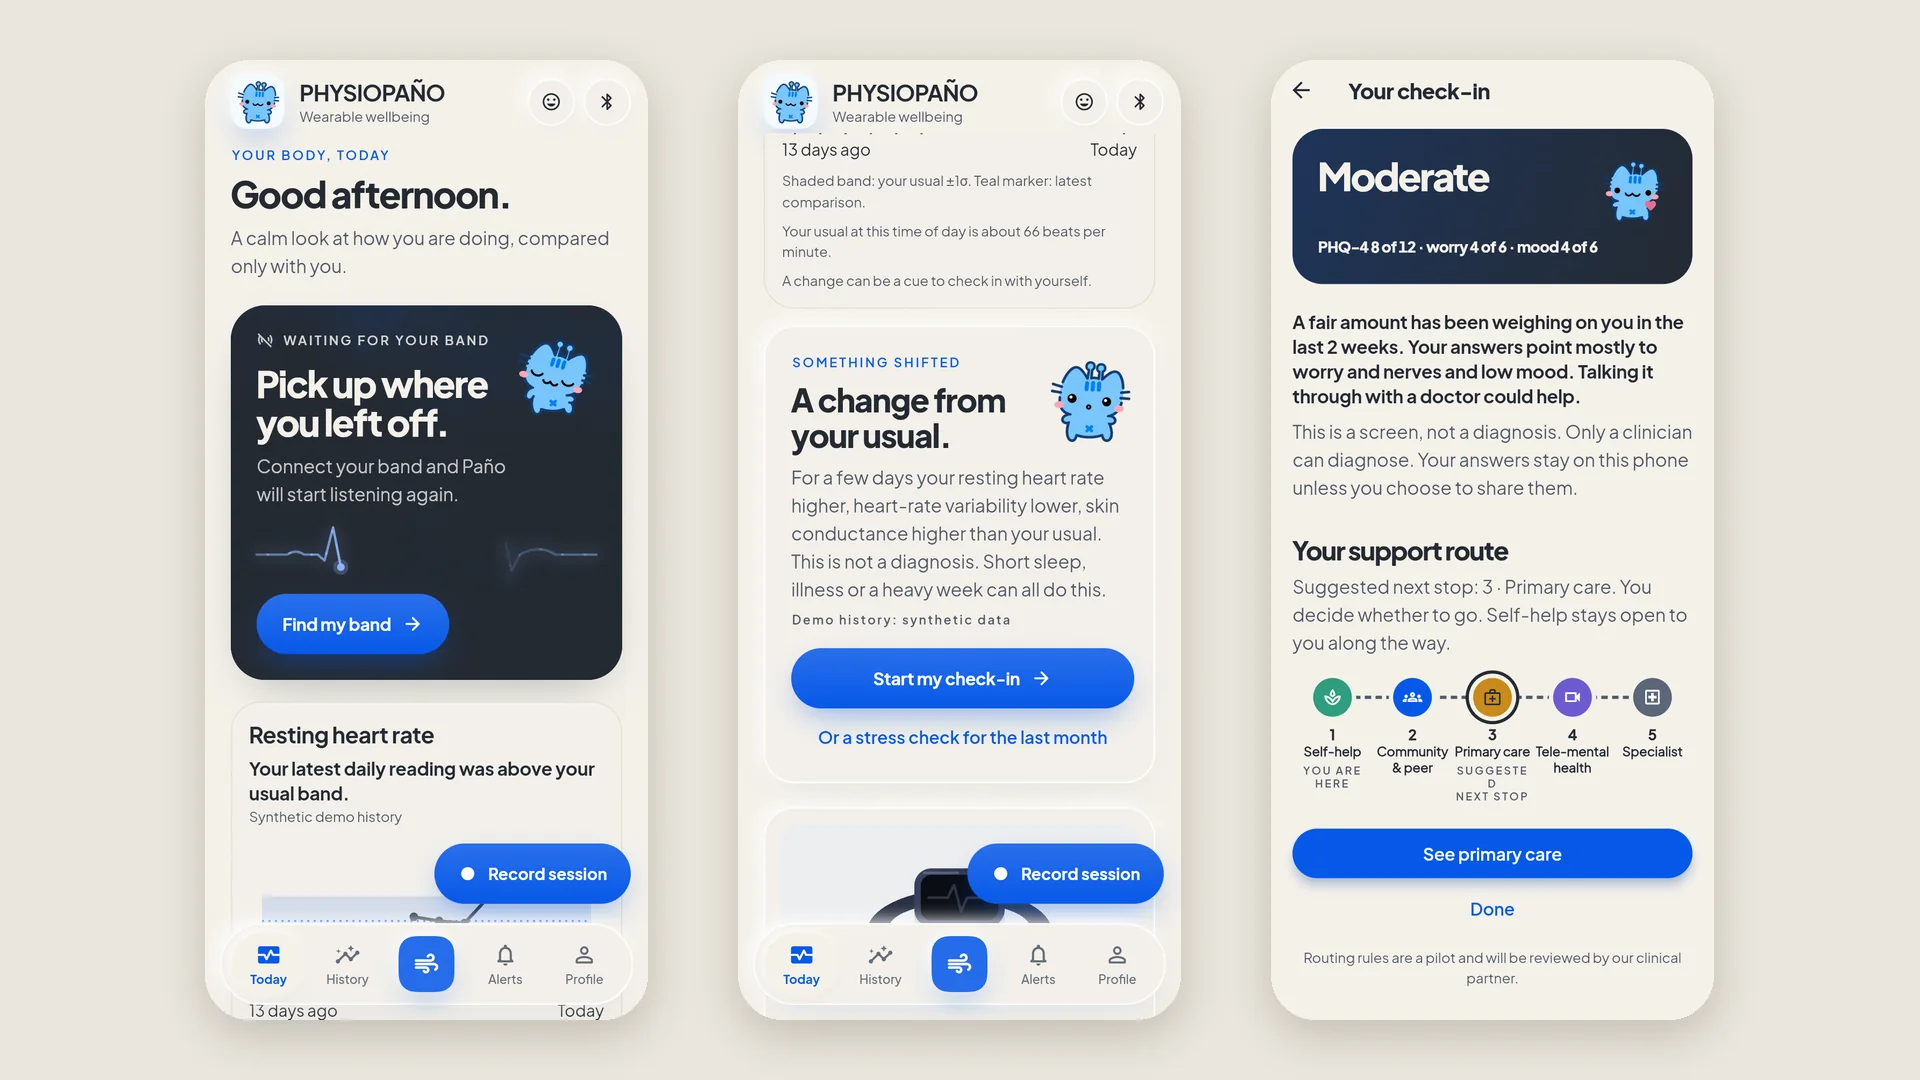 PHYSIOPAÑO
Wearable wellbeing
YOUR BODY, TODAY
Good afternoon.
A calm look at how you are doing, compared
only with you.
WAITING FOR YOUR BAND
Pick up where
you left off.
Connect your band and Paño
will start listening again.
Find my band
Resting heart rate
Your latest daily reading was above your
usual band.
Synthetic demo history
Record session
Today
History
Alerts
Profile
13 days ago
Today
PHYSIOPAÑO
Wearable wellbeing
13 days ago
Today
Shaded band: your usual ±1σ. Teal marker: latest
comparison.
Your usual at this time of day is about 66 beats per
minute.
A change can be a cue to check in with yourself.
SOMETHING SHIFTED
A change from
your usual.
For a few days your resting heart rate
higher, heart-rate variability lower, skin
conductance higher than your usual.
This is not a diagnosis. Short sleep,
illness or a heavy week can all do this.
Demo history: synthetic data
Start my check-in
Or a stress check for the last month
Record session
Today
History
Alerts
Profile
Your check-in
Moderate
PHQ-4 8 of 12 · worry 4 of 6 · mood 4 of 6
A fair amount has been weighing on you in the
last 2 weeks. Your answers point mostly to
worry and nerves and low mood. Talking it
through with a doctor could help.
This is a screen, not a diagnosis. Only a clinician
can diagnose. Your answers stay on this phone
unless you choose to share them.
Your support route
Suggested next stop: 3 · Primary care. You
decide whether to go. Self-help stays open to
you along the way.
1
Self-help
YOU ARE
HERE
2
Community
& peer
3
Primary care
SUGGESTE
D
NEXT STOP
4
Tele-mental
health
5
Specialist
See primary care
Done
Routing rules are a pilot and will be reviewed by our clinical
partner.